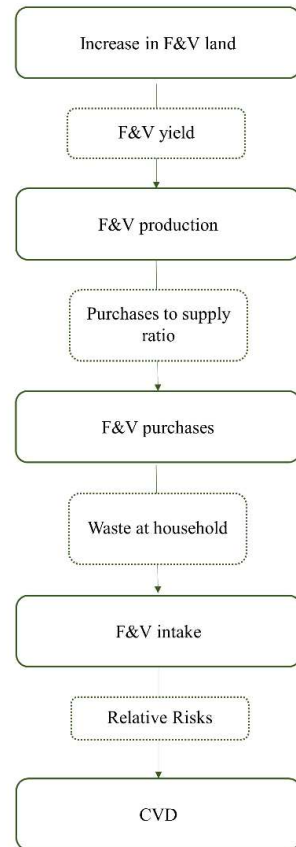 Increase in F&V land
F&V yield
F&V production
Purchases to supply
ratio
F&V purchases
Waste at household
F&V intake
Relative Risks
CVD